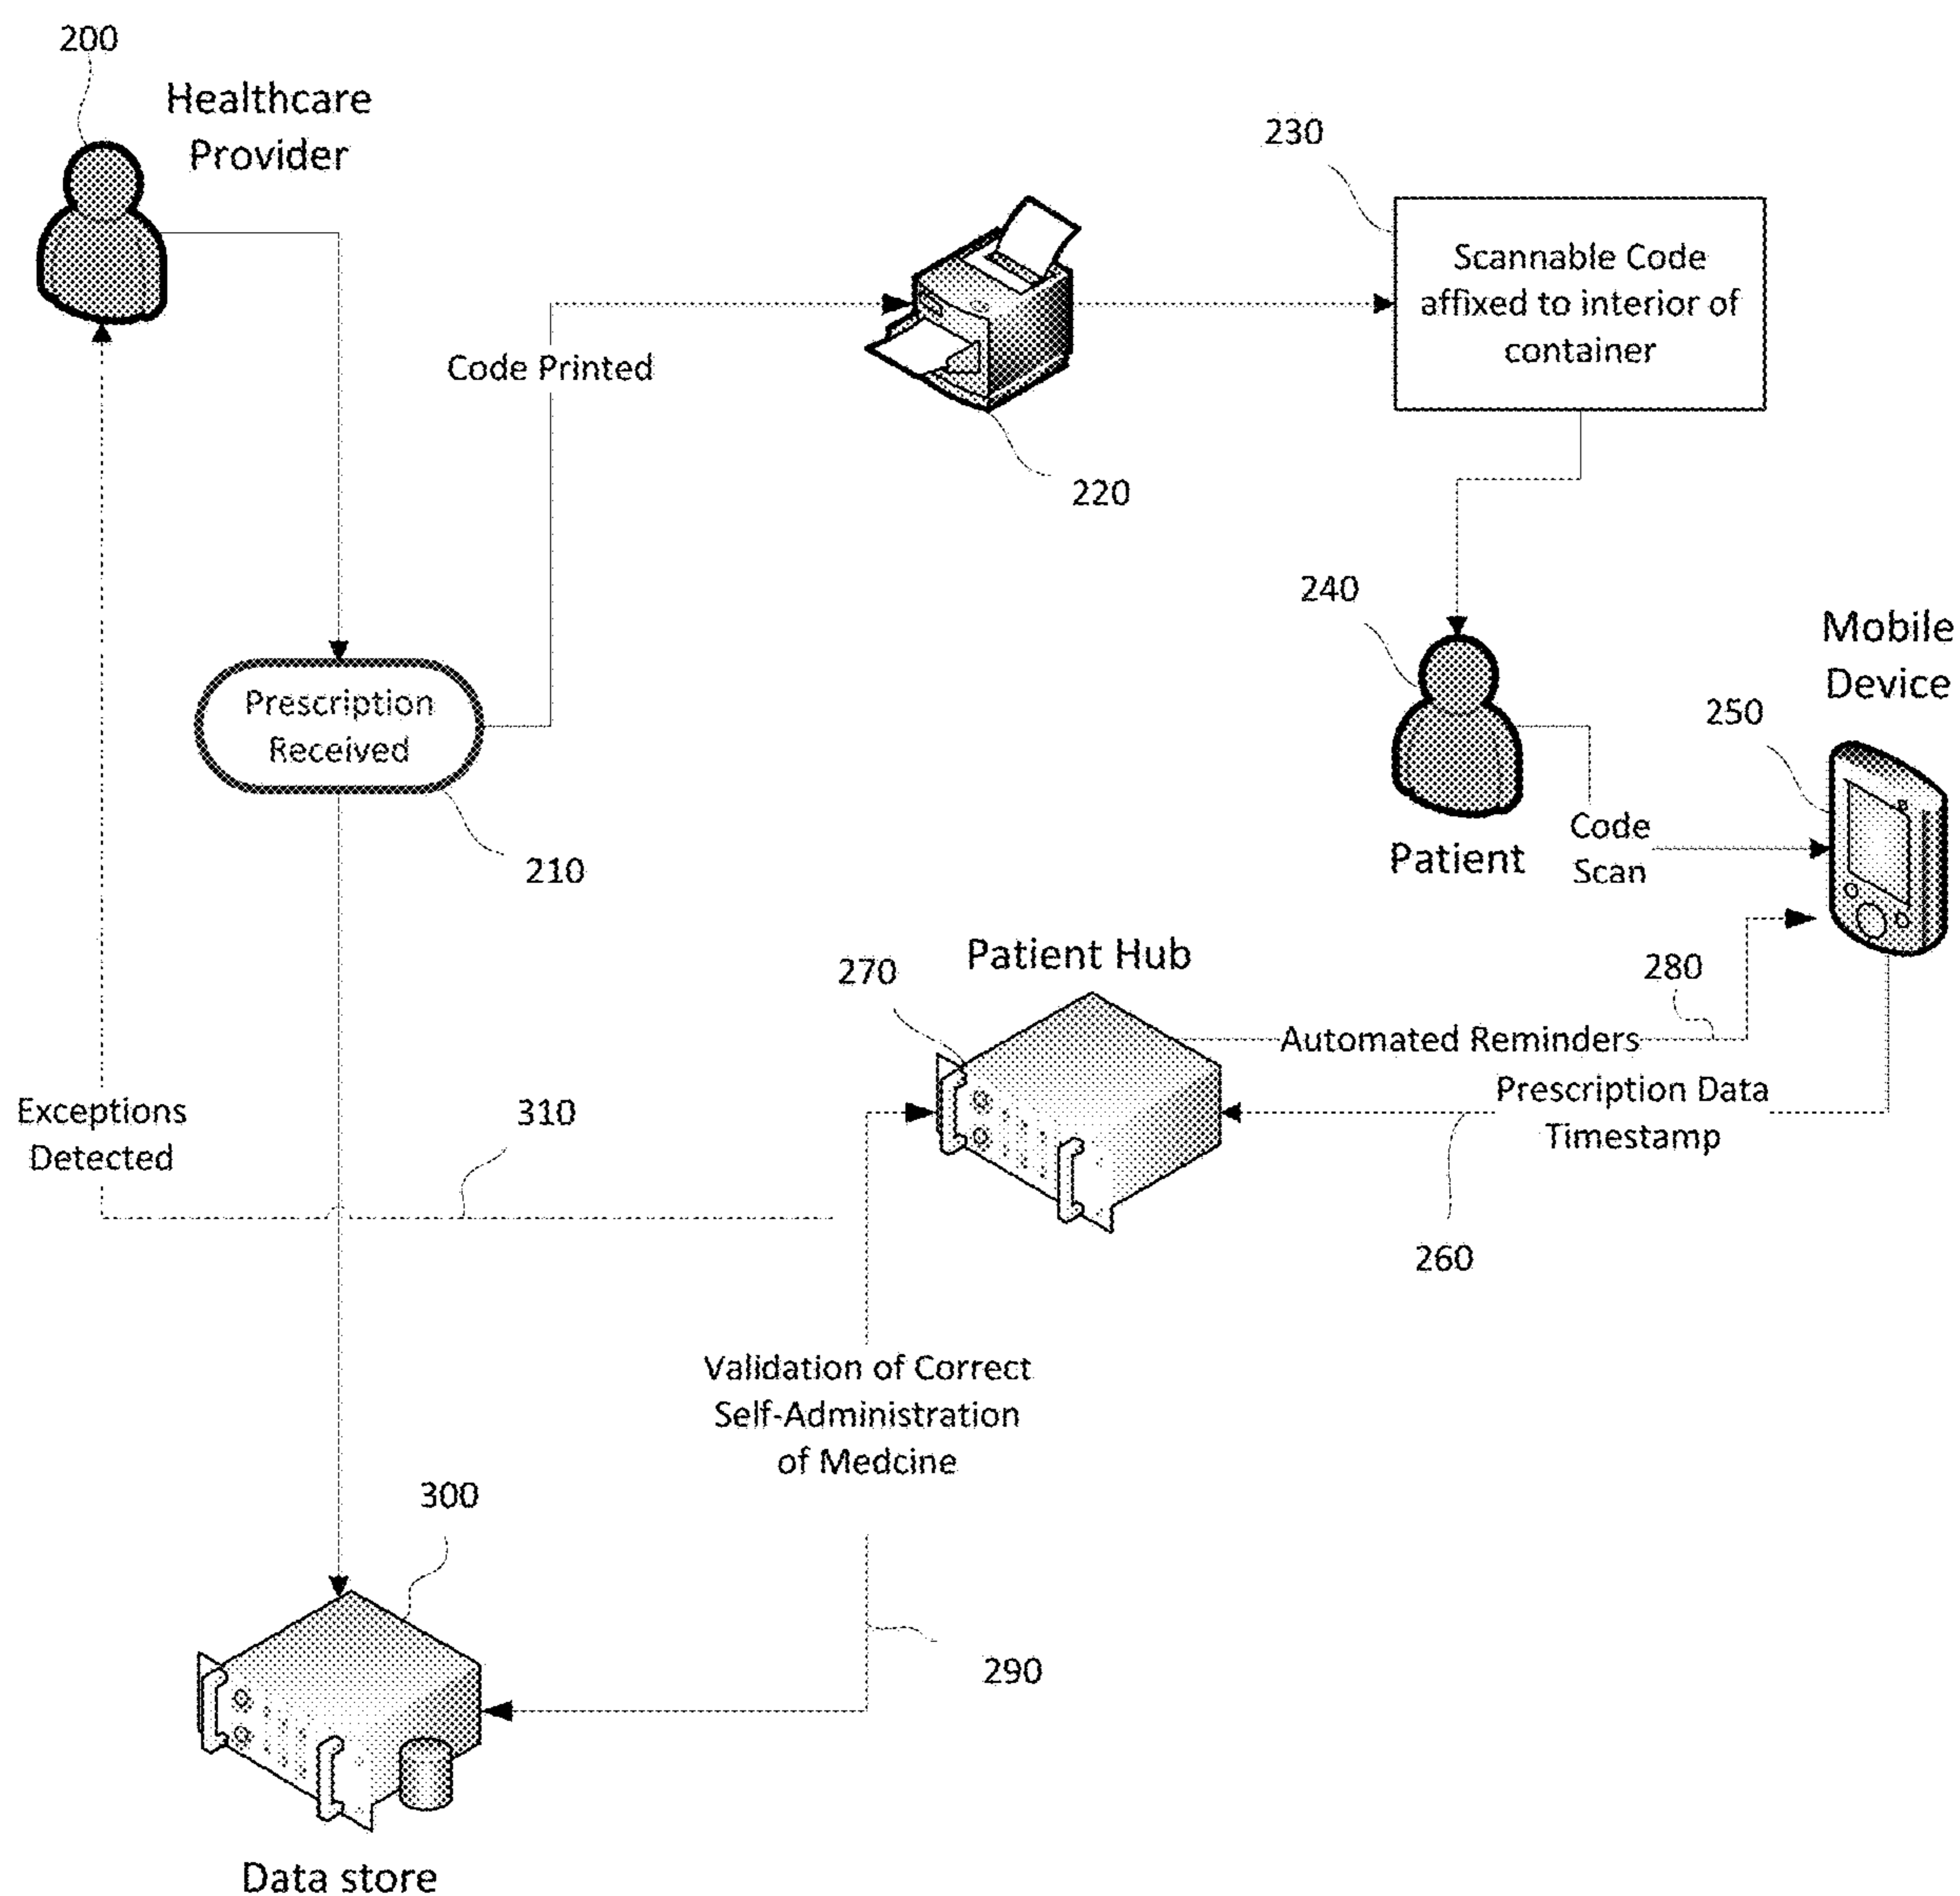 200
Healthcare
Provider
230
Scannable Code
affixed to interior of
container
Code Printed
220
240
Mobile
Device
250
Prescription
Received
210
Code
Scan
Patient
Patient Hub
270
280
Automated Reminders
Prescription Data
Timestamp
260
Exceptions
Detected
310
Validation of Correct
Self-Administration
of Medcine
290
300
Data store